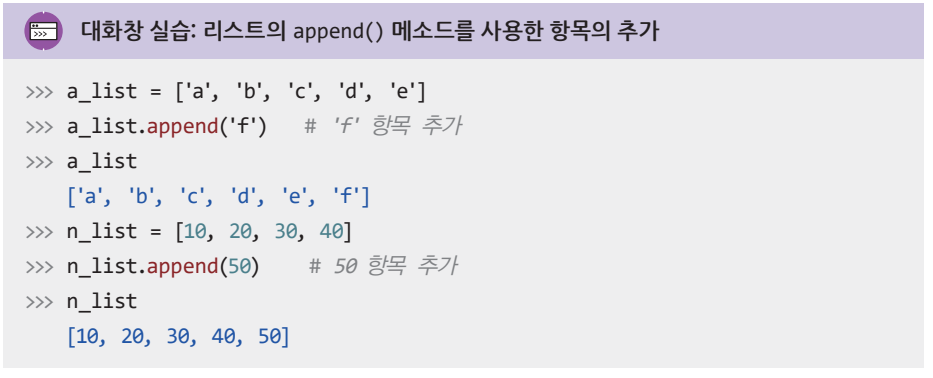 대화창 실습: 리스트의 append() 메소드를 사용한 항목의 추가
>>> a_list = ['a', 'b', 'c', 'd', 'e']
>>> a_list.append('f')   # 'f' 항목 추가
>>> a_list
['a', 'b', 'c', 'd', 'e', 'f']
>>> n_list = [10, 20, 30, 40]
>>> n_list.append(50)    # 50 항목 추가
>>> n_list
[10, 20, 30, 40, 50]